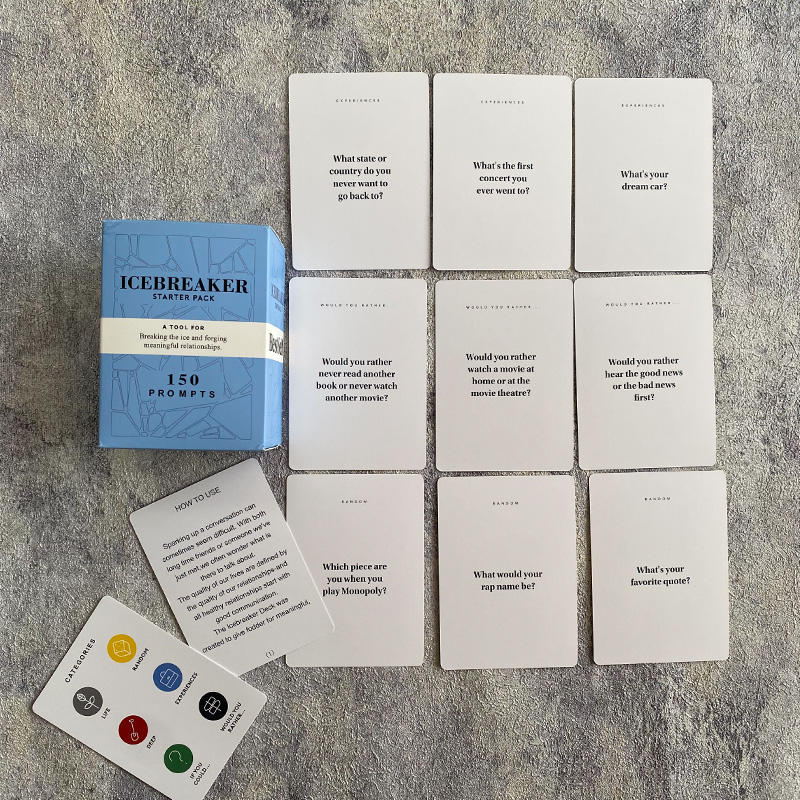 ICEBREAKER
STARTER PACK
A TOOL FOR
Breaking the ice and forging
meaningful relationships.
150
PROMPTS
EXPERIENCES
What state or
country do you
never want to
go back to?
EXPERIENCES
What's the first
concert you
ever went to?
EXPERIENCES
What's your
dream car?
WOULD YOU RATHER...
Would you rather
never read another
book or never watch
another movie?
WOULD YOU RATHER...
Would you rather
watch a movie at
home or at the
movie theatre?
WOULD YOU RATHER...
Would you rather
hear the good news
or the bad news
first?
RANDOM
Which piece are
you when you
play Monopoly?
RANDOM
What would your
rap name be?
RANDOM
What's your
favorite quote?
HOW TO USE
Sparking up a conversation can
sometimes seem difficult. With both
long time friends or someone we've
just met,we often wonder what is
there to talk about.
The quality of our lives are defined by
the quality of our relationships-and
all healthy relationships start with
good communication.
The Icebreaker Deck was
created to give fodder for meaningful,
(1)
CATEGORIES
RANDOM
EXPERIENCES
WOULD YOU
RATHER...
LIFE
DEEP
IF YOU
COULD...